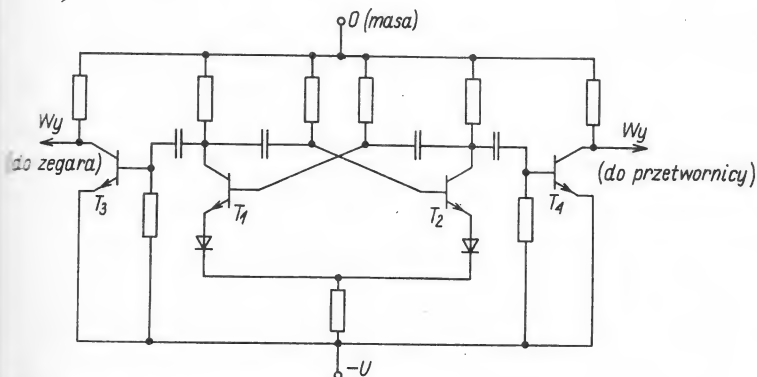 0 (masa)
Wy
(do zegara)
T3
T1
T2
T4
Wy
(do przetwornicy)
-U